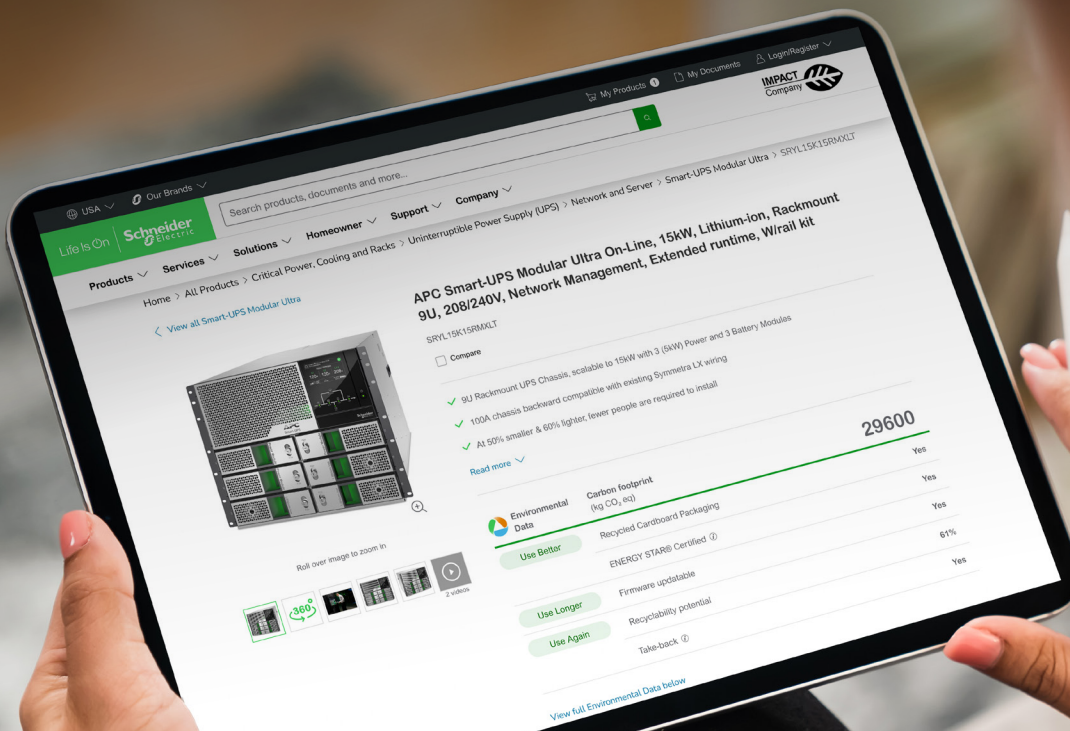 USA
Our Brands
My Products 1
My Documents
Login/Register
Life Is On
Schneider
Electric
Search products, documents and more...
IMPACT
Company
Products
Services
Solutions
Homeowner
Support
Company
Home > All Products > Critical Power, Cooling and Racks > Uninterruptible Power Supply (UPS) > Network and Server > Smart-UPS Modular Ultra > SRYL15K15RMXLT
View all Smart-UPS Modular Ultra
APC Smart-UPS Modular Ultra On-Line, 15kW, Lithium-ion, Rackmount
9U, 208/240V, Network Management, Extended runtime, W/rail kit
SRYL15K15RMXLT
Compare
9U Rackmount UPS Chassis, scalable to 15kW with 3 (5kW) Power and 3 Battery Modules
100A chassis backward compatible with existing Symmetra LX wiring
At 50% smaller & 60% lighter, fewer people are required to install
Read more
APC
Roll over image to zoom in
360°
2 videos
Environmental
Data
Carbon footprint
(kg CO₂ eq)
29600
Use Better
Recycled Cardboard Packaging
Yes
ENERGY STAR® Certified
Yes
Use Longer
Firmware updatable
Yes
Use Again
Recyclability potential
61%
Take-back
Yes
View full Environmental Data below